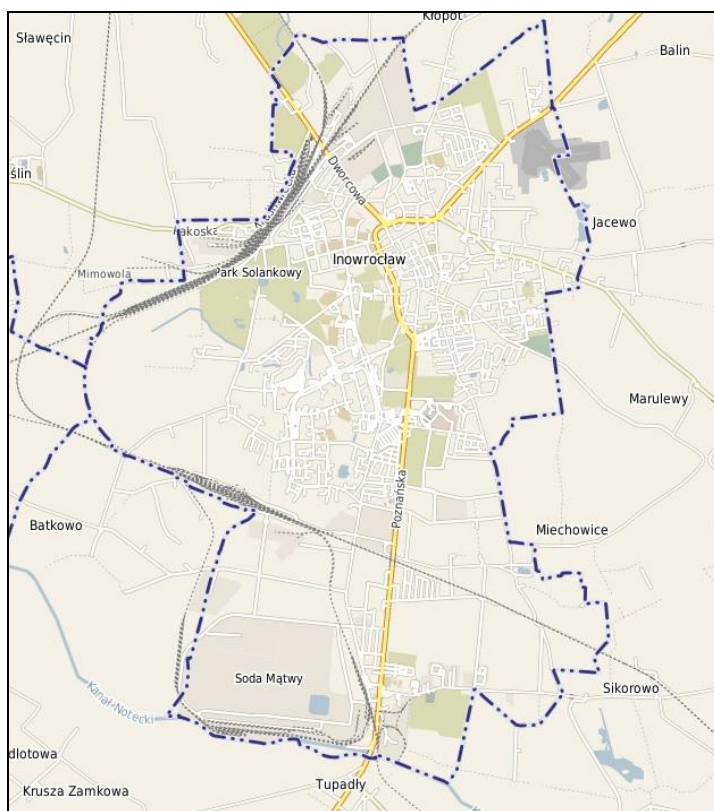 Kłopot
Sławęcin
Balin
ślin
Dworcowa
Jacewo
Inowrocław
Park Solankowy
Mimowola
Marulewy
Poznańska
Batkowo
Miechowice
Soda Mątwy
Sikorowo
Kanał-Notecki
dlotowa
Tupadły
Krusza Zamkowa